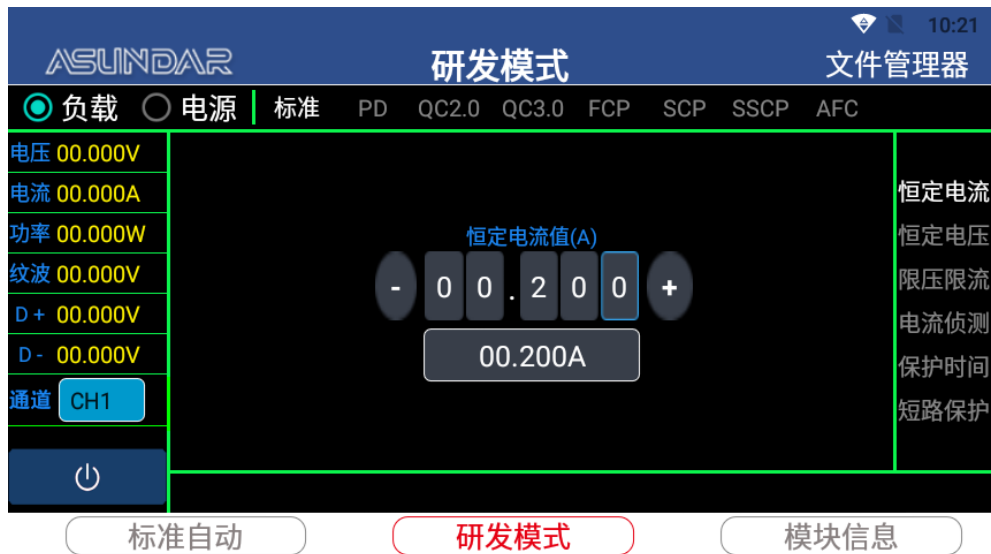 10:21
ASUNDAR 研发模式 文件管理器
负载 电源 标准 PD QC2.0 QC3.0 FCP SCP SSCP AFC
电压 00.000V
电流 00.000A
功率 00.000W
纹波 00.000V
D+ 00.000V
D- 00.000V
通道 CH1
恒定电流值(A)
- 0 0 . 2 0 0 +
00.200A
恒定电流
恒定电压
限压限流
电流侦测
保护时间
短路保护
标准自动 研发模式 模块信息